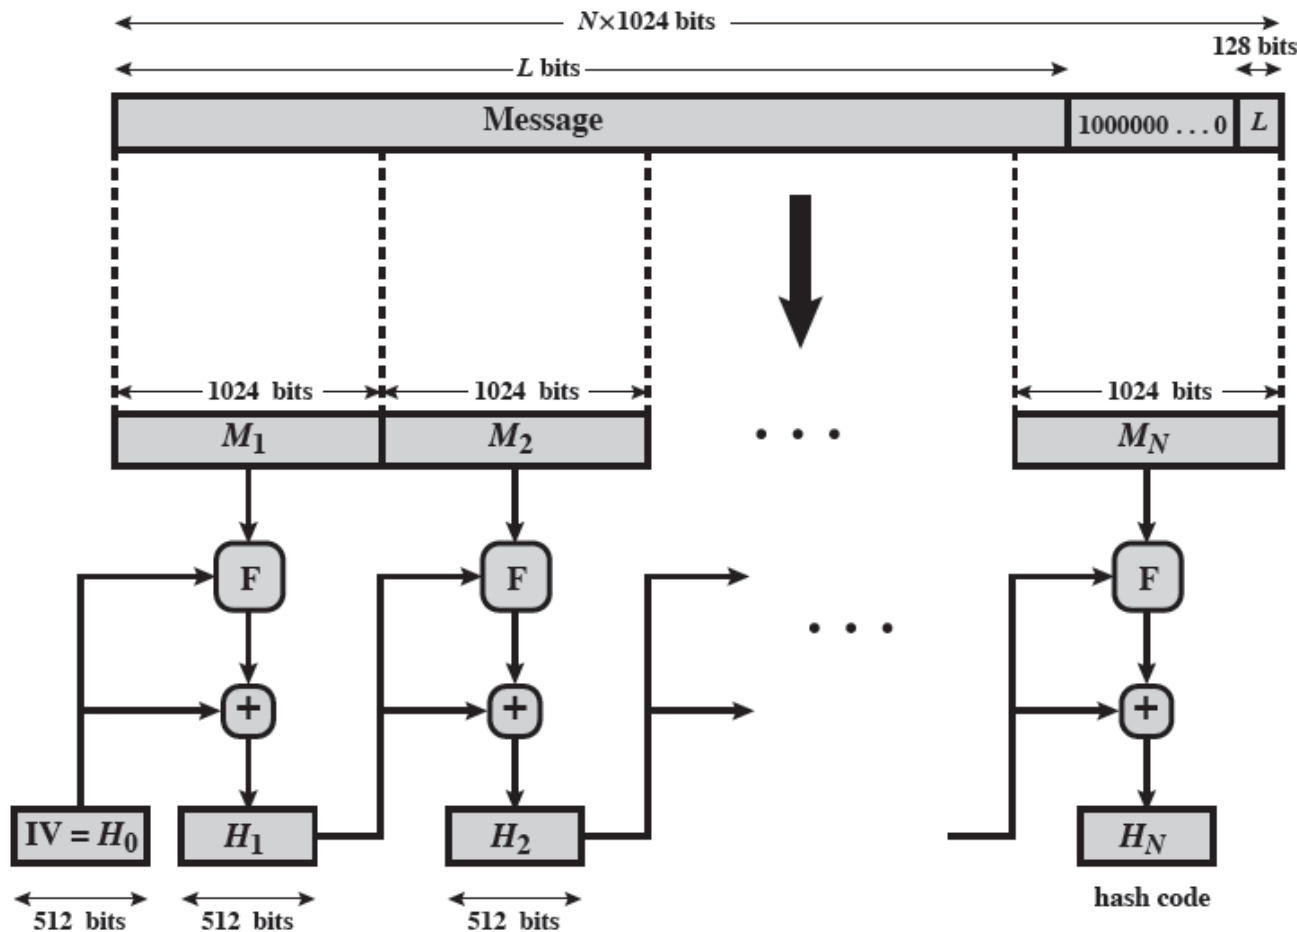 N×1024 bits
128 bits
L bits
Message
1000000 . . . 0
L
1024 bits
1024 bits
1024 bits
M1
M2
. . .
MN
F
F
F
. . .
+
+
+
IV = H0
H1
H2
HN
512 bits
512 bits
512 bits
hash code